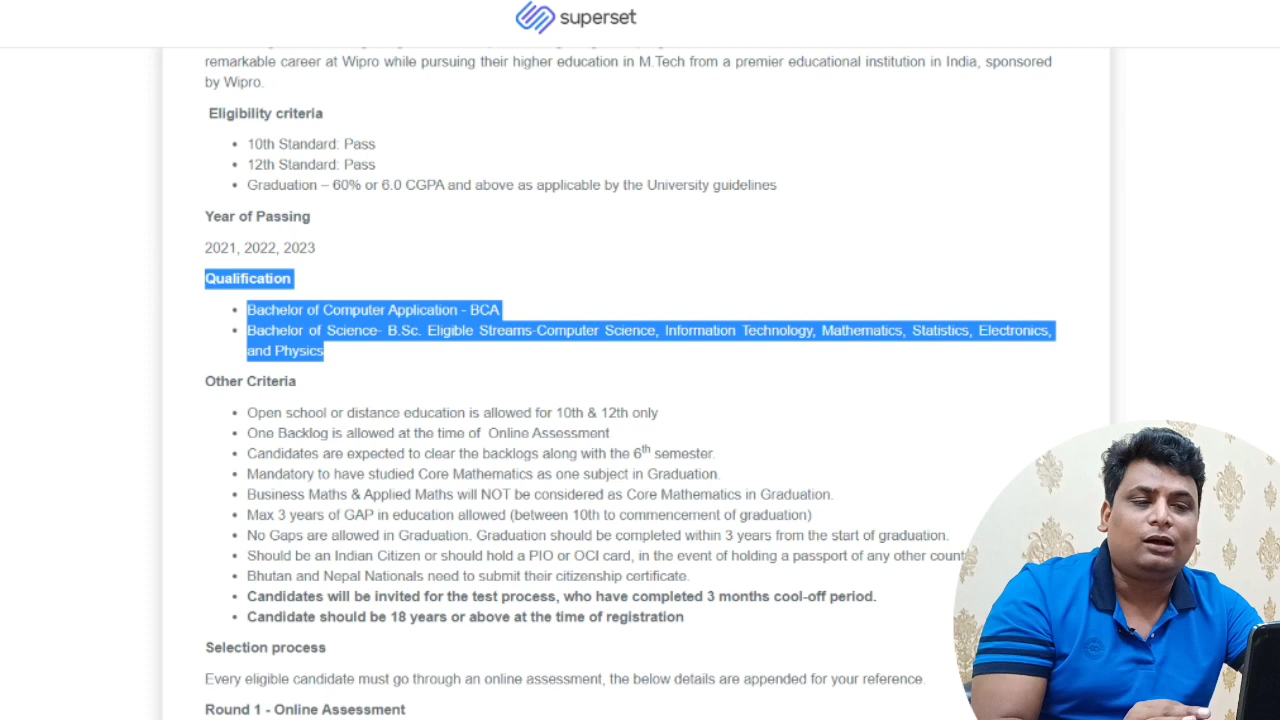 superset
remarkable career at Wipro while pursuing their higher education in M.Tech from a premier educational institution in India, sponsored
by Wipro.
Eligibility criteria
• 10th Standard: Pass
• 12th Standard: Pass
• Graduation – 60% or 6.0 CGPA and above as applicable by the University guidelines
Year of Passing
2021, 2022, 2023
Qualification
• Bachelor of Computer Application - BCA
• Bachelor of Science- B.Sc. Eligible Streams-Computer Science, Information Technology, Mathematics, Statistics, Electronics,
and Physics
Other Criteria
• Open school or distance education is allowed for 10th & 12th only
• One Backlog is allowed at the time of Online Assessment
• Candidates are expected to clear the backlogs along with the 6th semester.
• Mandatory to have studied Core Mathematics as one subject in Graduation.
• Business Maths & Applied Maths will NOT be considered as Core Mathematics in Graduation.
• Max 3 years of GAP in education allowed (between 10th to commencement of graduation)
• No Gaps are allowed in Graduation. Graduation should be completed within 3 years from the start of graduation.
• Should be an Indian Citizen or should hold a PIO or OCI card, in the event of holding a passport of any other
• Bhutan and Nepal Nationals need to submit their citizenship certificate.
• Candidates will be invited for the test process, who have completed 3 months cool-off period.
• Candidate should be 18 years or above at the time of registration
Selection process
Every eligible candidate must go through an online assessment, the below details are appended for your reference.
Round 1 - Online Assessment